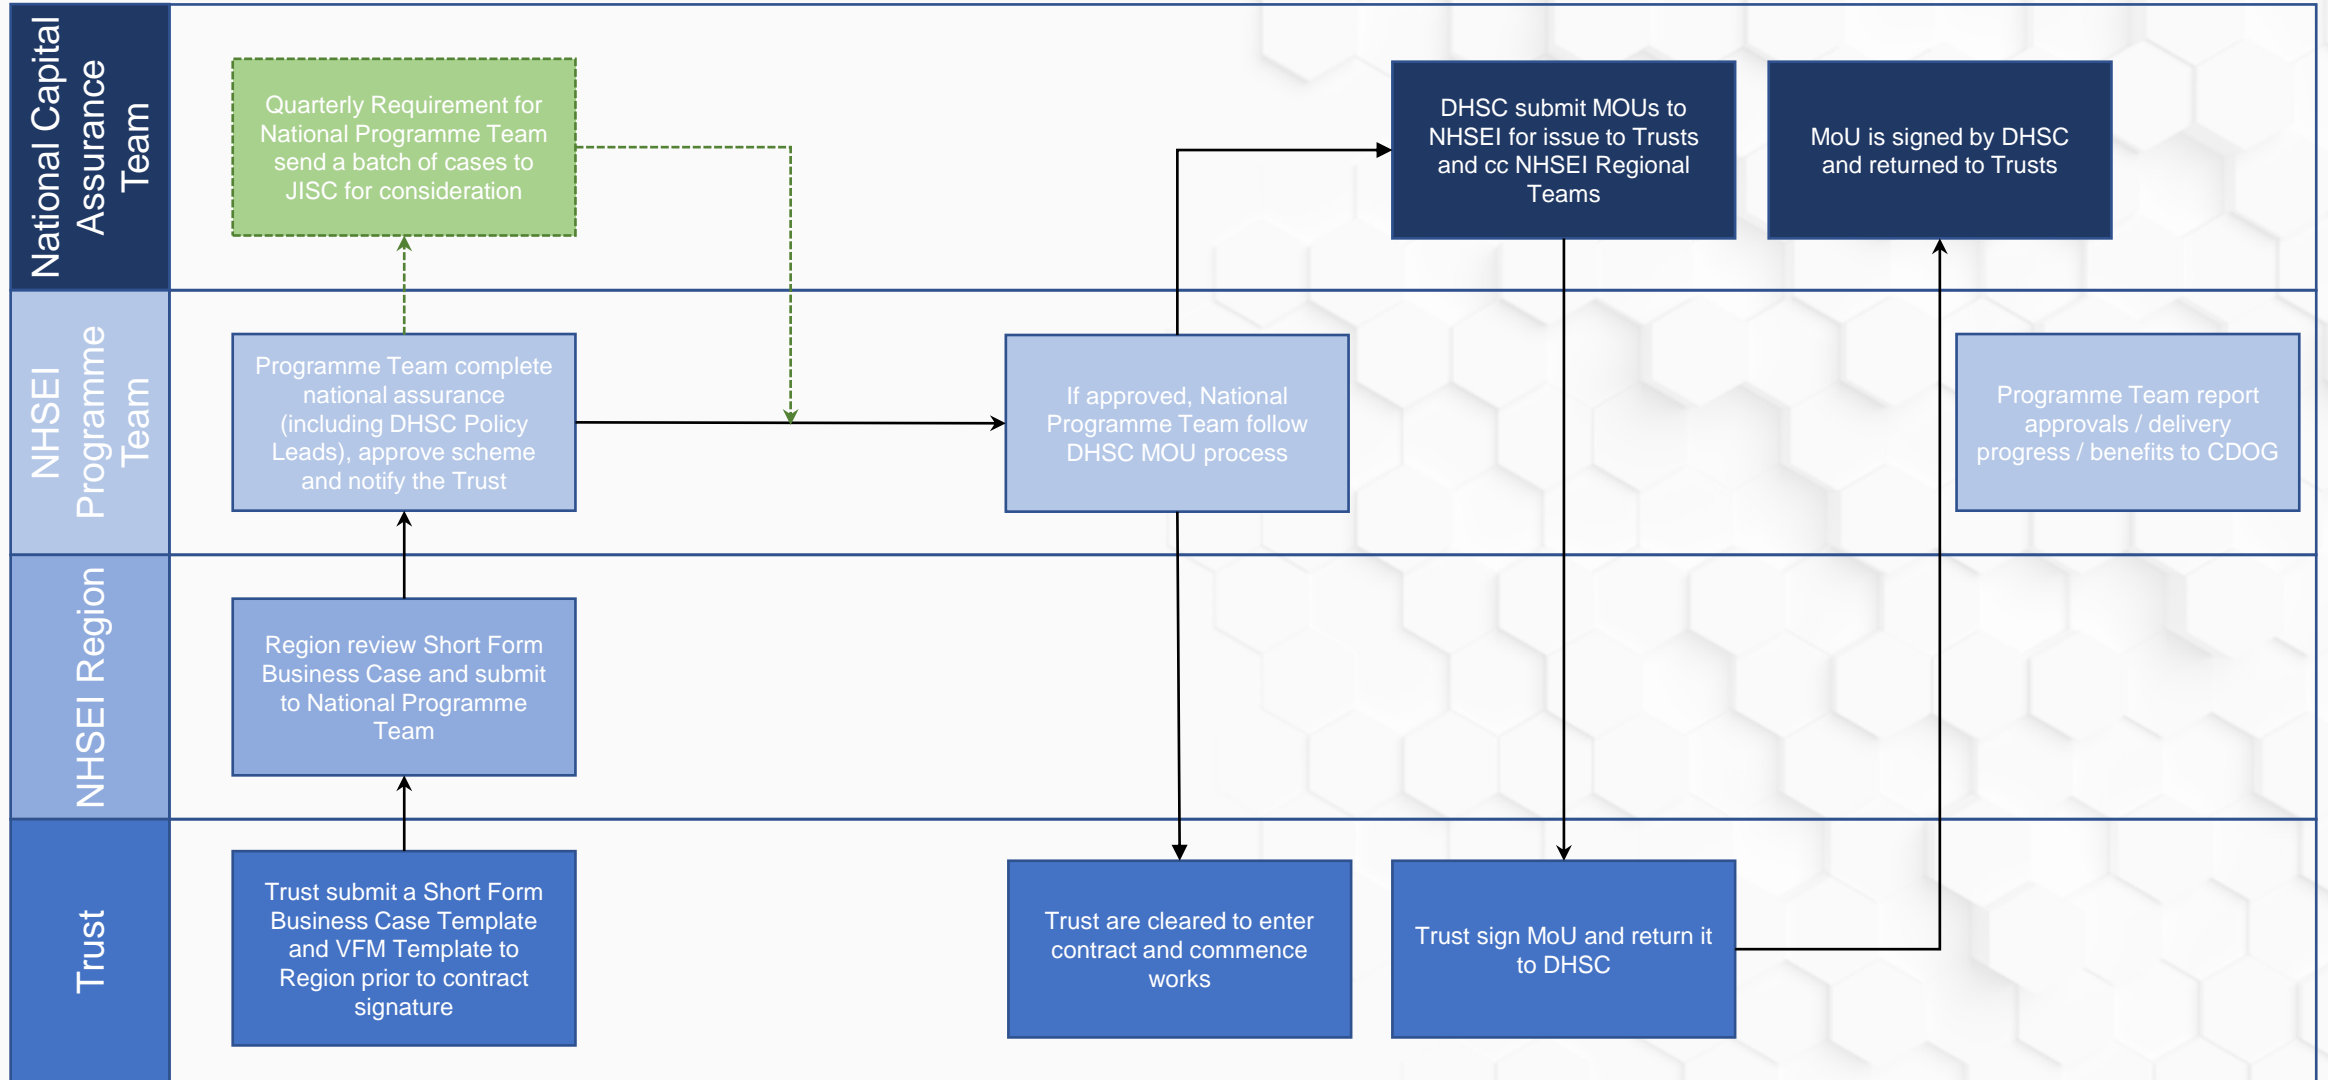 National Capital
Assurance
Team
Quarterly Requirement for
National Programme Team
send a batch of cases to
JISC for consideration
DHSC submit MOUs to
NHSEI for issue to Trusts
and cc NHSEI Regional
Teams
MoU is signed by DHSC
and returned to Trusts
NHSEI
Programme
Team
Programme Team complete
national assurance
(including DHSC Policy
Leads), approve scheme
and notify the Trust
If approved, National
Programme Team follow
DHSC MOU process
Programme Team report
approvals / delivery
progress / benefits to CDOG
NHSEI Region
Region review Short Form
Business Case and submit
to National Programme
Team
Trust
Trust submit a Short Form
Business Case Template
and VFM Template to
Region prior to contract
signature
Trust are cleared to enter
contract and commence
works
Trust sign MoU and return it
to DHSC